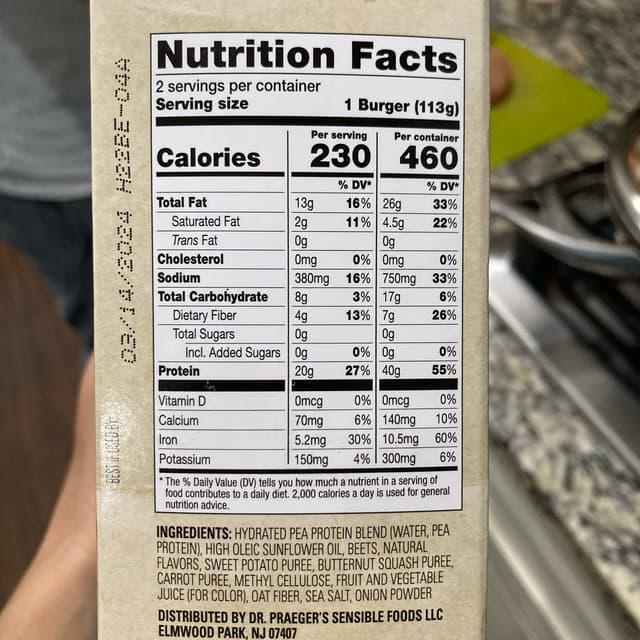 Nutrition Facts
2 servings per container
Serving size 1 Burger (113g)
Per serving Per container
Calories 230 460
% DV* % DV*
Total Fat 13g 16% 26g 33%
Saturated Fat 2g 11% 4.5g 22%
Trans Fat 0g 0g
Cholesterol 0mg 0% 0mg 0%
Sodium 380mg 16% 750mg 33%
Total Carbohydrate 8g 3% 17g 6%
Dietary Fiber 4g 13% 7g 26%
Total Sugars 0g 0g
Incl. Added Sugars 0g 0% 0g 0%
Protein 20g 27% 40g 55%
Vitamin D 0mcg 0% 0mcg 0%
Calcium 70mg 6% 140mg 10%
Iron 5.2mg 30% 10.5mg 60%
Potassium 150mg 4% 300mg 6%
* The % Daily Value (DV) tells you how much a nutrient in a serving of
food contributes to a daily diet. 2,000 calories a day is used for general
nutrition advice.
INGREDIENTS: HYDRATED PEA PROTEIN BLEND (WATER, PEA
PROTEIN), HIGH OLEIC SUNFLOWER OIL, BEETS, NATURAL
FLAVORS, SWEET POTATO PUREE, BUTTERNUT SQUASH PUREE,
CARROT PUREE, METHYL CELLULOSE, FRUIT AND VEGETABLE
JUICE (FOR COLOR), OAT FIBER, SEA SALT, ONION POWDER
DISTRIBUTED BY DR. PRAEGER'S SENSIBLE FOODS LLC
ELMWOOD PARK, NJ 07407
BEST IF USED BY:
03/14/2024 H22BE-04A